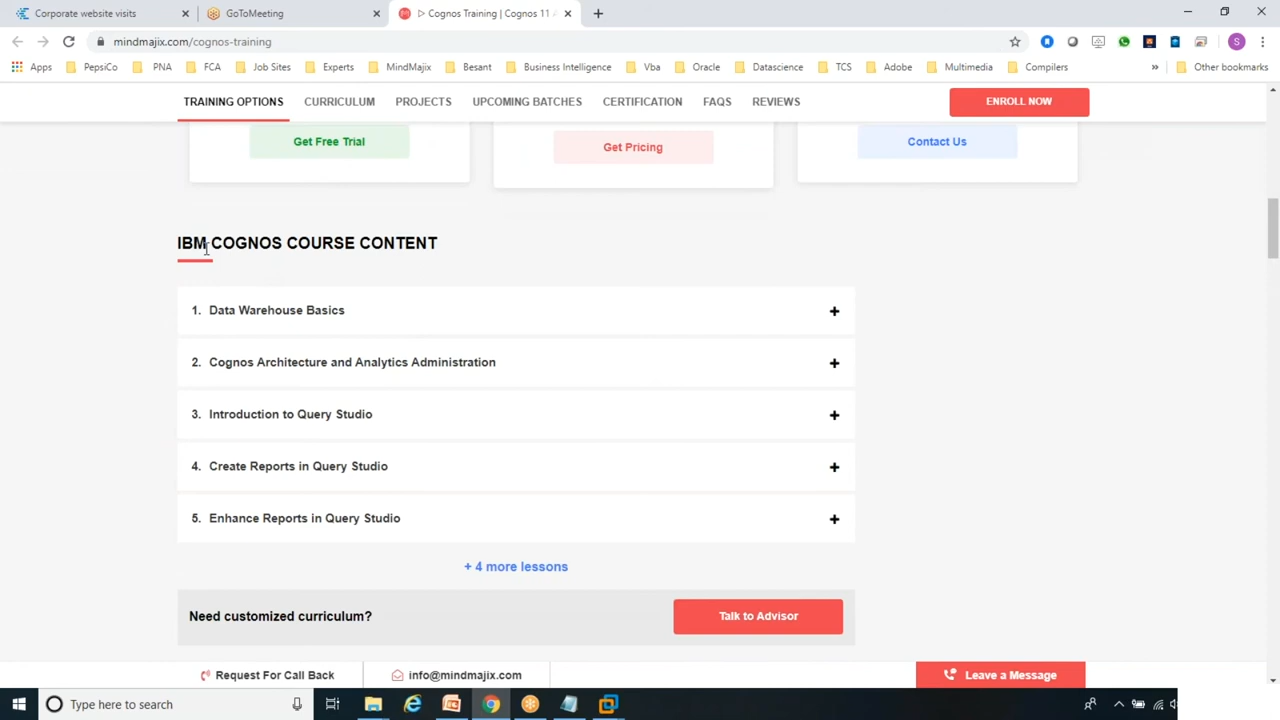 Corporate website visits
GoToMeeting
▷ Cognos Training | Cognos 11 A
mindmajix.com/cognos-training
S
Apps PepsiCo PNA FCA Job Sites Experts MindMajix Besant Business Intelligence Vba Oracle Datascience TCS Adobe Multimedia Compilers » Other bookmarks
TRAINING OPTIONS CURRICULUM PROJECTS UPCOMING BATCHES CERTIFICATION FAQS REVIEWS ENROLL NOW
Get Free Trial
Get Pricing
Contact Us
IBM COGNOS COURSE CONTENT
1. Data Warehouse Basics
2. Cognos Architecture and Analytics Administration
3. Introduction to Query Studio
4. Create Reports in Query Studio
5. Enhance Reports in Query Studio
+ 4 more lessons
Need customized curriculum?
Talk to Advisor
Request For Call Back
info@mindmajix.com
Leave a Message
Type here to search